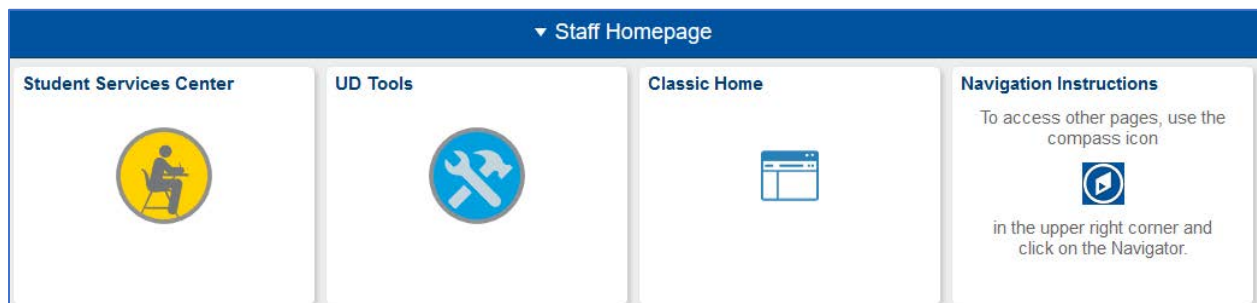 Staff Homepage
Student Services Center
UD Tools
Classic Home
Navigation Instructions
To access other pages, use the
compass icon
in the upper right corner and
click on the Navigator.